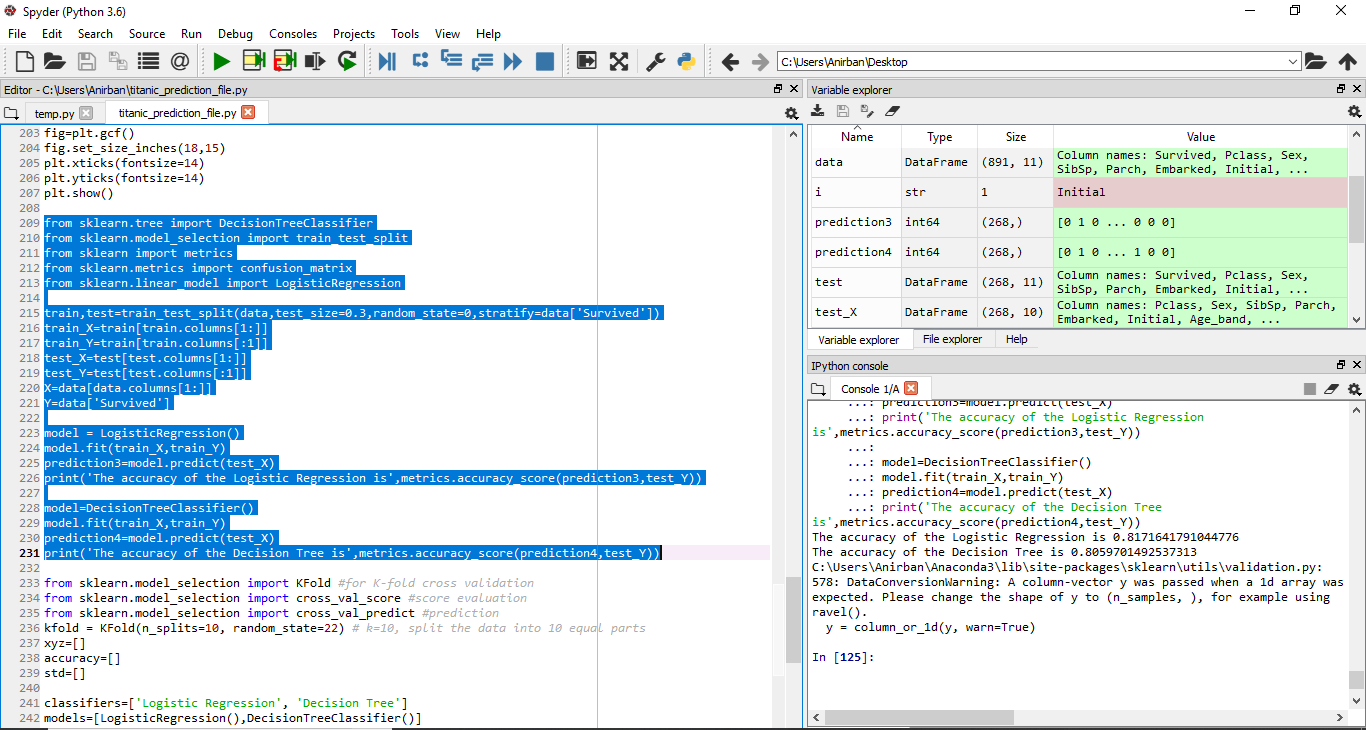 Spyder (Python 3.6)
File Edit Search Source Run Debug Consoles Projects Tools View Help
C:\Users\Anirban\Desktop
Editor - C:\Users\Anirban\titanic_prediction_file.py
temp.py titanic_prediction_file.py
203 fig=plt.gcf()
204 fig.set_size_inches(18,15)
205 plt.xticks(fontsize=14)
206 plt.yticks(fontsize=14)
207 plt.show()
208
209 from sklearn.tree import DecisionTreeClassifier
210 from sklearn.model_selection import train_test_split
211 from sklearn import metrics
212 from sklearn.metrics import confusion_matrix
213 from sklearn.linear_model import LogisticRegression
214
215 train,test=train_test_split(data,test_size=0.3,random_state=0,stratify=data['Survived'])
216 train_X=train[train.columns[1:]]
217 train_Y=train[train.columns[:1]]
218 test_X=test[test.columns[1:]]
219 test_Y=test[test.columns[:1]]
220 X=data[data.columns[1:]]
221 Y=data['Survived']
222
223 model = LogisticRegression()
224 model.fit(train_X,train_Y)
225 prediction3=model.predict(test_X)
226 print('The accuracy of the Logistic Regression is',metrics.accuracy_score(prediction3,test_Y))
227
228 model=DecisionTreeClassifier()
229 model.fit(train_X,train_Y)
230 prediction4=model.predict(test_X)
231 print('The accuracy of the Decision Tree is',metrics.accuracy_score(prediction4,test_Y))
232
233 from sklearn.model_selection import KFold #for K-fold cross validation
234 from sklearn.model_selection import cross_val_score #score evaluation
235 from sklearn.model_selection import cross_val_predict #prediction
236 kfold = KFold(n_splits=10, random_state=22) # k=10, split the data into 10 equal parts
237 xyz=[]
238 accuracy=[]
239 std=[]
240
241 classifiers=['Logistic Regression', 'Decision Tree']
242 models=[LogisticRegression(),DecisionTreeClassifier()]
Variable explorer
Name Type Size Value
data DataFrame (891, 11) Column names: Survived, Pclass, Sex,
SibSp, Parch, Embarked, Initial, ...
i str 1 Initial
prediction3 int64 (268,) [0 1 0 ... 0 0 0]
prediction4 int64 (268,) [0 1 0 ... 1 0 0]
test DataFrame (268, 11) Column names: Survived, Pclass, Sex,
SibSp, Parch, Embarked, Initial, ...
test_X DataFrame (268, 10) Column names: Pclass, Sex, SibSp, Parch,
Embarked, Initial, Age_band, ...
Variable explorer File explorer Help
IPython console
Console 1/A
...: prediction3=model.predict(test_X)
...: print('The accuracy of the Logistic Regression
is',metrics.accuracy_score(prediction3,test_Y))
...:
...: model=DecisionTreeClassifier()
...: model.fit(train_X,train_Y)
...: prediction4=model.predict(test_X)
...: print('The accuracy of the Decision Tree
is',metrics.accuracy_score(prediction4,test_Y))
The accuracy of the Logistic Regression is 0.8171641791044776
The accuracy of the Decision Tree is 0.8059701492537313
C:\Users\Anirban\Anaconda3\lib\site-packages\sklearn\utils\validation.py:
578: DataConversionWarning: A column-vector y was passed when a 1d array was
expected. Please change the shape of y to (n_samples, ), for example using
ravel().
y = column_or_1d(y, warn=True)
In [125]: